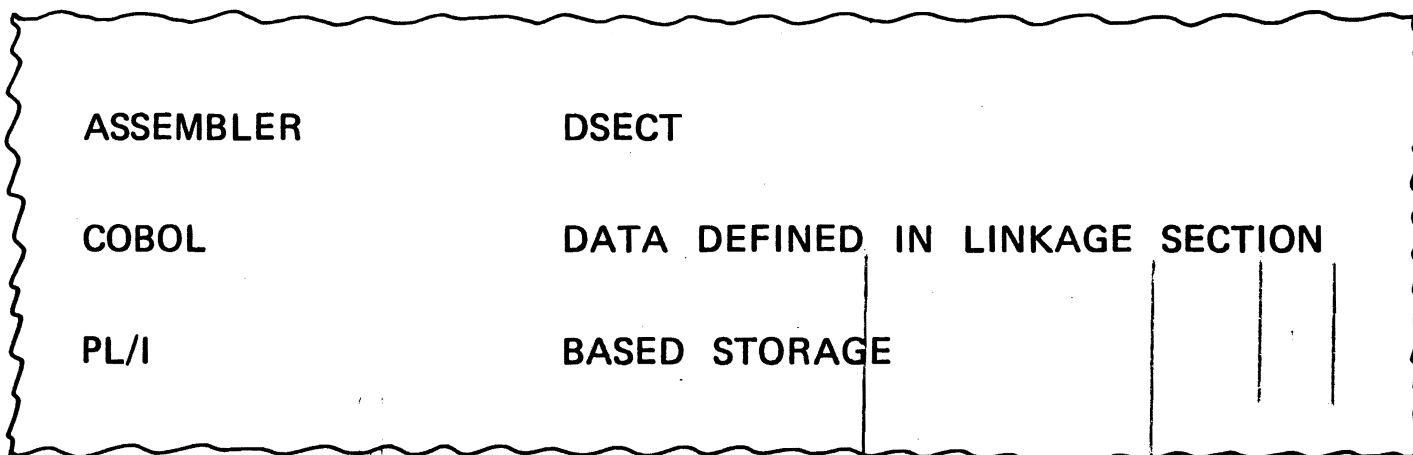 ASSEMBLER DSECT
COBOL DATA DEFINED IN LINKAGE SECTION
PL/I BASED STORAGE